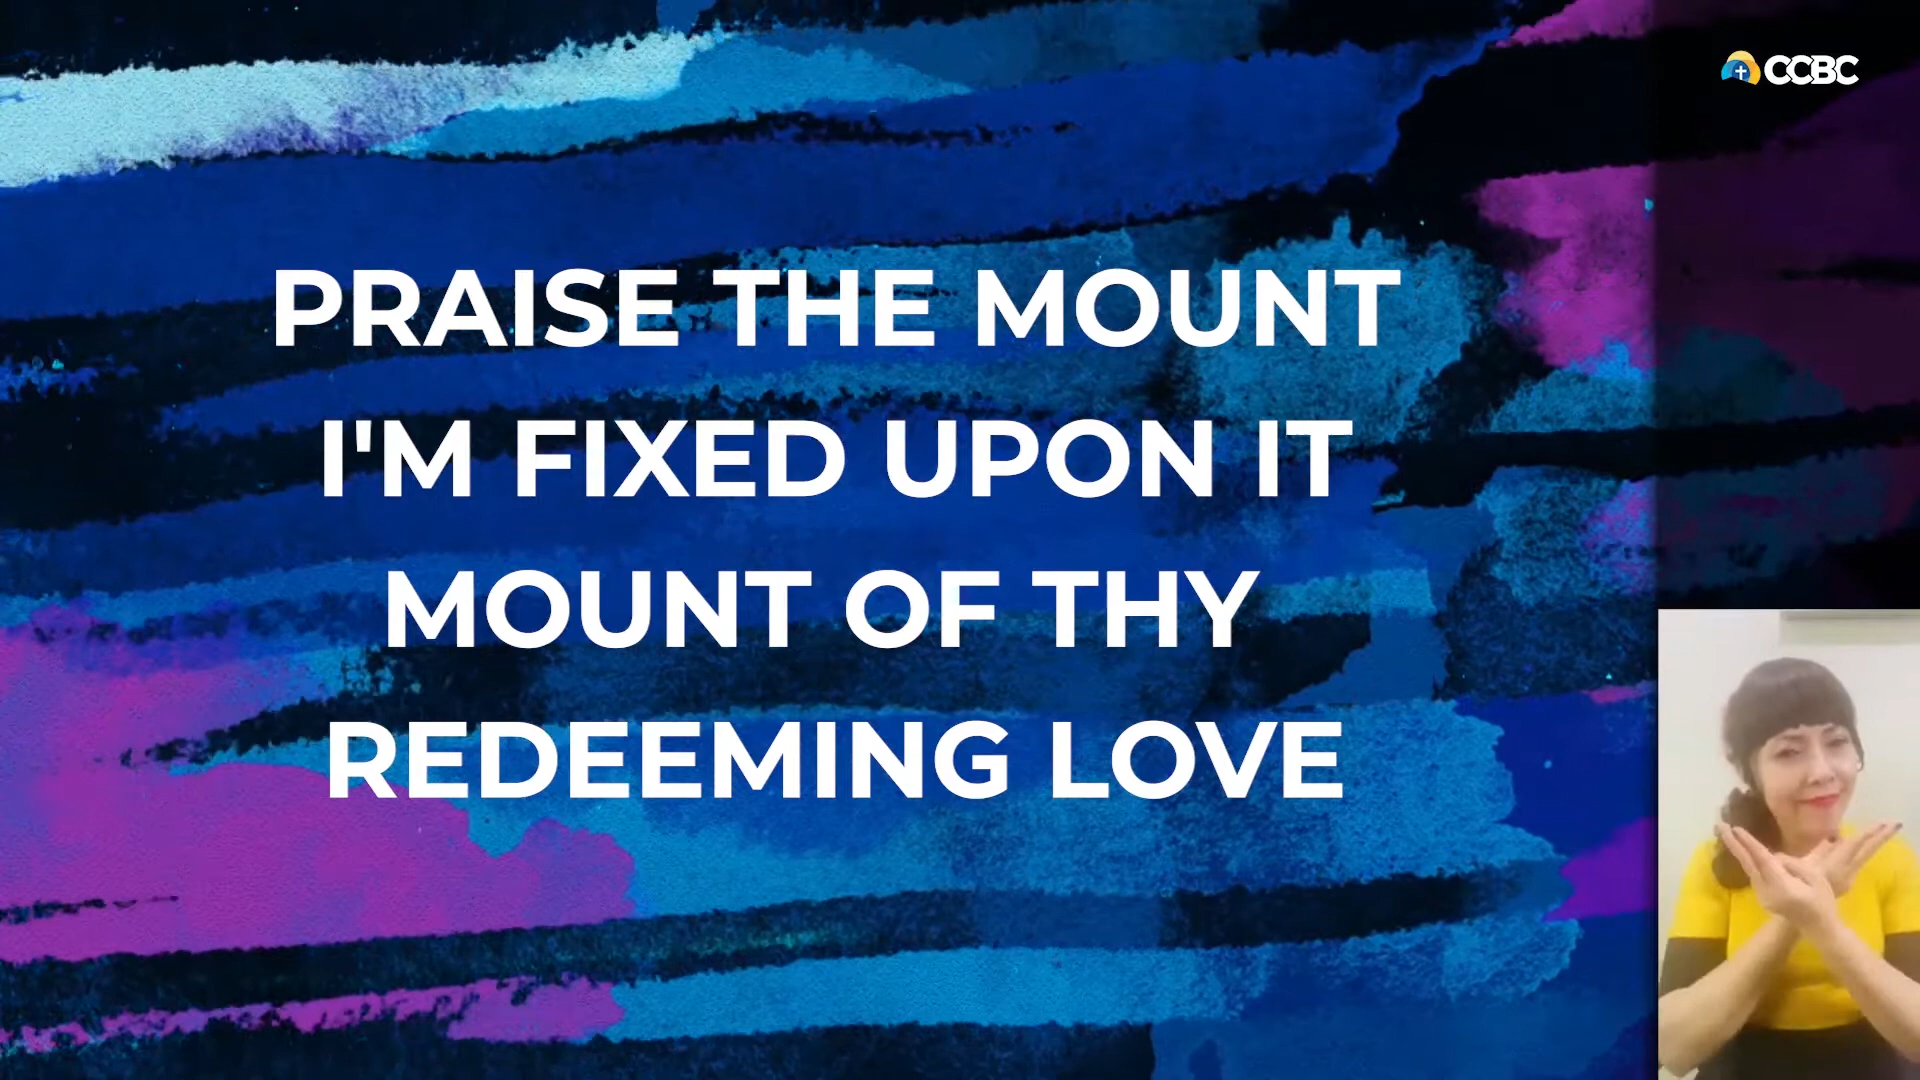 CCBC
PRAISE THE MOUNT
I'M FIXED UPON IT
MOUNT OF THY
REDEEMING LOVE